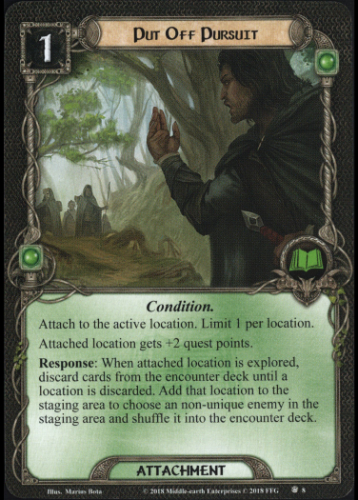 1
Put Off Pursuit
Condition.
Attach to the active location. Limit 1 per location.
Attached location gets +2 quest points.
Response: When attached location is explored,
discard cards from the encounter deck until a
location is discarded. Add that location to the
staging area to choose an non-unique enemy in the
staging area and shuffle it into the encounter deck.
ATTACHMENT
Illus. Marius Bota
© 2018 Middle-earth Enterprises © 2018 FFG
8